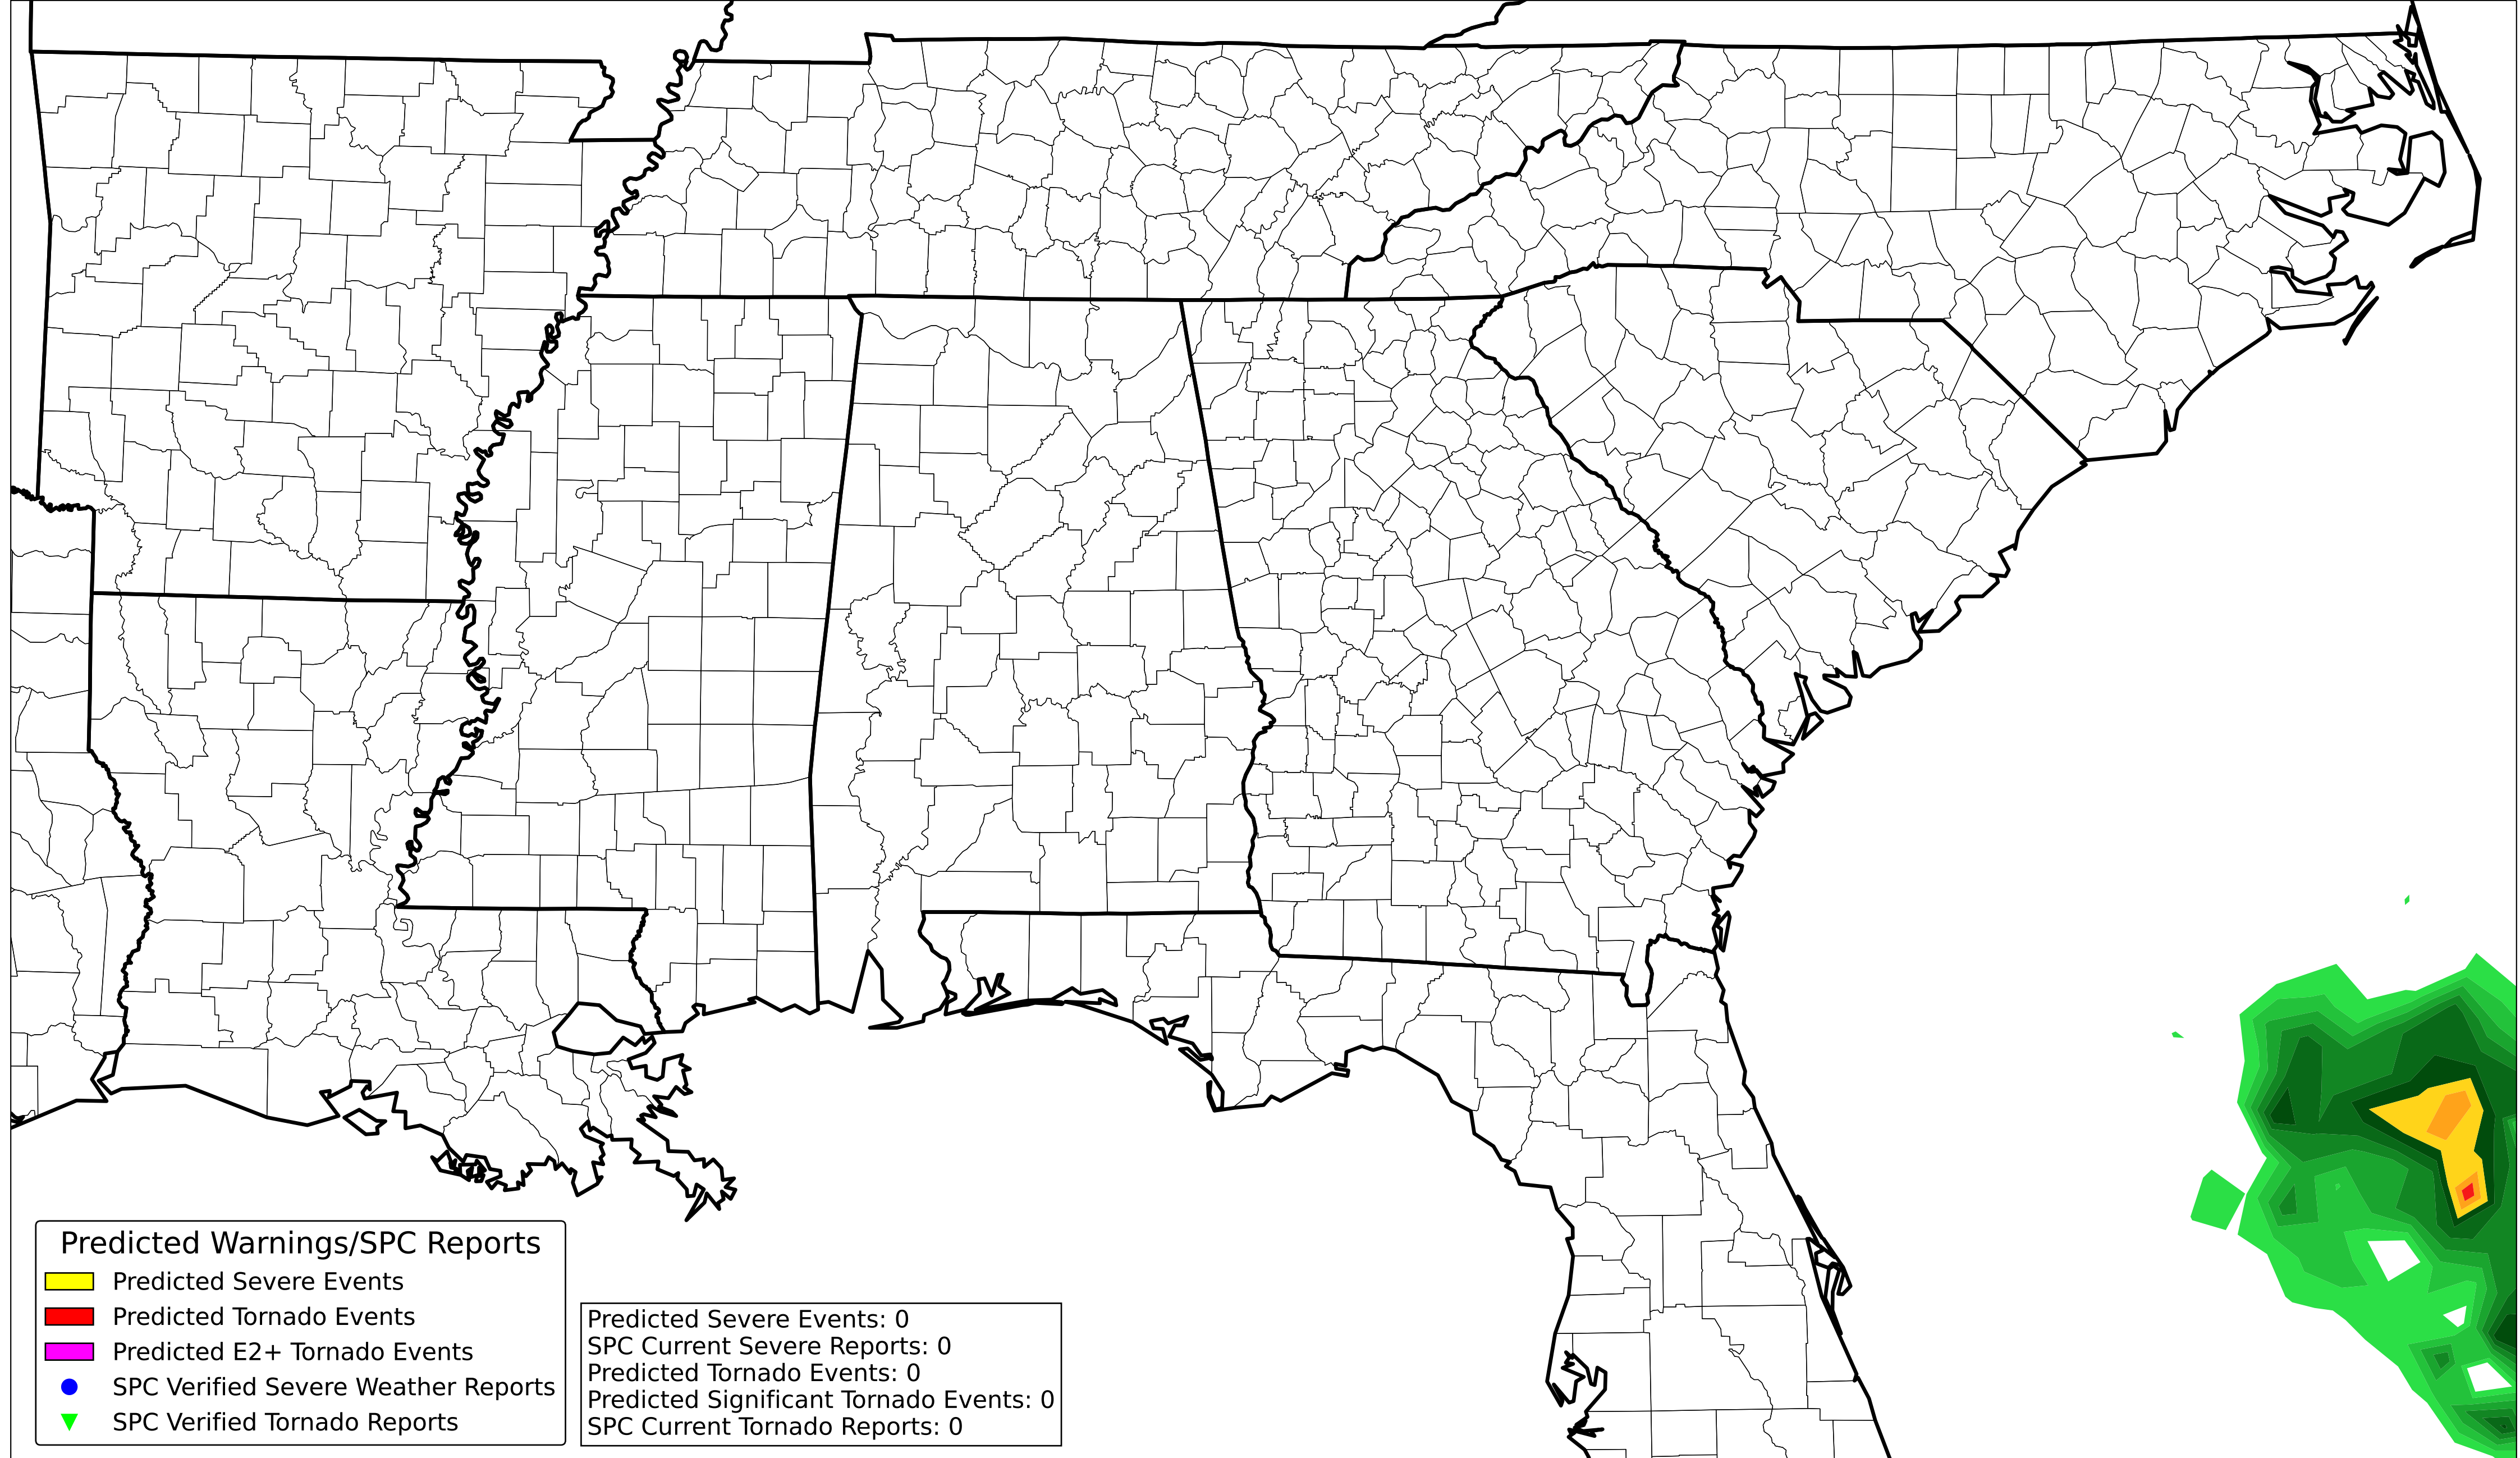 Predicted Warnings/SPC Reports
Predicted Severe Events
Predicted Tornado Events
Predicted E2+ Tornado Events
SPC Verified Severe Weather Reports
SPC Verified Tornado Reports
Predicted Severe Events: 0
SPC Current Severe Reports: 0
Predicted Tornado Events: 0
Predicted Significant Tornado Events: 0
SPC Current Tornado Reports: 0